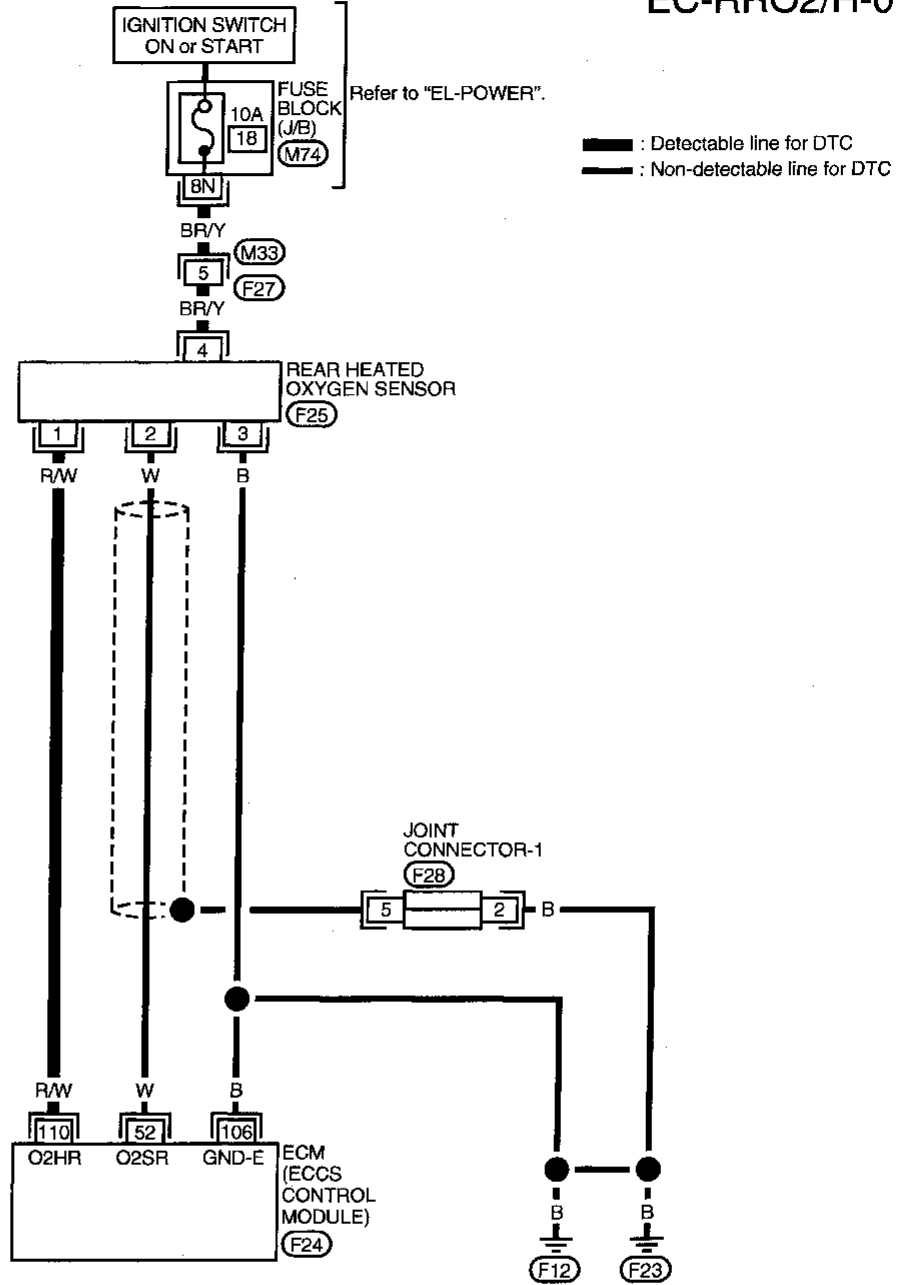 EC-RRO2/H-0
IGNITION SWITCH
ON or START
FUSE
BLOCK
(J/B)
10A
18
M74
Refer to "EL-POWER".
: Detectable line for DTC
: Non-detectable line for DTC
8N
BR/Y
M33
5
F27
BR/Y
4
REAR HEATED
OXYGEN SENSOR
F25
1 2 3
R/W W B
JOINT
CONNECTOR-1
F28
5 2 B
R/W W B
110 52 106
O2HR O2SR GND-E
ECM
(ECCS
CONTROL
MODULE)
F24
B B
F12 F23